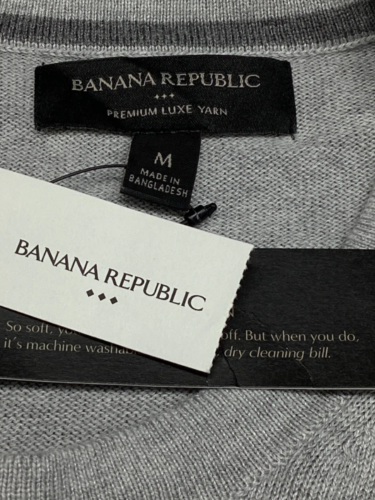 BANANA REPUBLIC
PREMIUM LUXE YARN
M
MADE IN
BANGLADESH
BANANA REPUBLIC
So soft, off. But when you do.
it's machine dry cleaning bill.